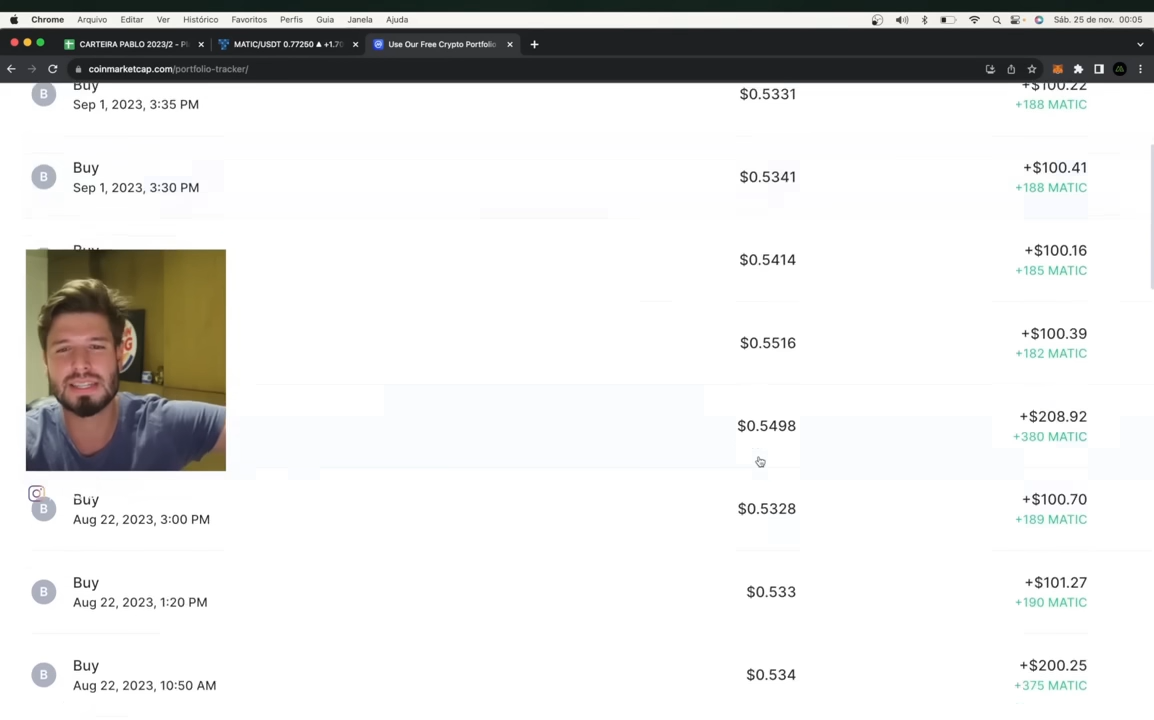 Chrome Arquivo Editar Ver Histórico Favoritos Perfis Guia Janela Ajuda Sáb. 25 de nov. 00:05
CARTEIRA PABLO 2023/2 - Pl MATIC/USDT 0.77250 ▲ +1.70 Use Our Free Crypto Portfolio
coinmarketcap.com/portfolio-tracker/
B Buy $0.5331 +$100.22
Sep 1, 2023, 3:35 PM +188 MATIC
B Buy $0.5341 +$100.41
Sep 1, 2023, 3:30 PM +188 MATIC
Buy $0.5414 +$100.16
+185 MATIC
$0.5516 +$100.39
+182 MATIC
$0.5498 +$208.92
+380 MATIC
B Buy $0.5328 +$100.70
Aug 22, 2023, 3:00 PM +189 MATIC
B Buy $0.533 +$101.27
Aug 22, 2023, 1:20 PM +190 MATIC
B Buy $0.534 +$200.25
Aug 22, 2023, 10:50 AM +375 MATIC